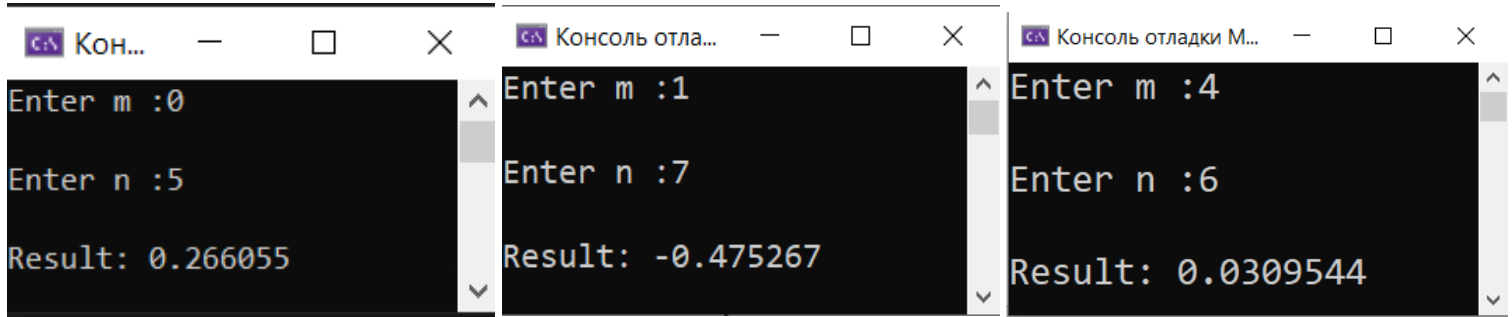 Кон...
Enter m :0
Enter n :5
Result: 0.266055
Консоль отла...
Enter m :1
Enter n :7
Result: -0.475267
Консоль отладки M...
Enter m :4
Enter n :6
Result: 0.0309544